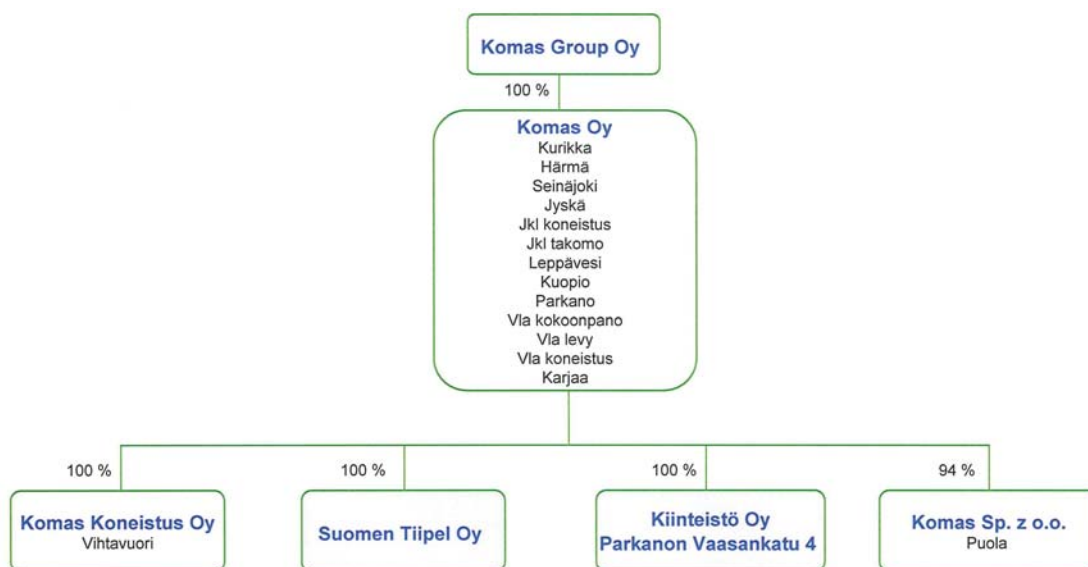 Komas Group Oy
100 %
Komas Oy
Kurikka
Härmä
Seinäjoki
Jyskä
Jkl koneistus
Jkl takomo
Leppävesi
Kuopio
Parkano
Vla kokoonpano
Vla levy
Vla koneistus
Karjaa
100 %
Komas Koneistus Oy
Vihtavuori
100 %
Suomen Tiipel Oy
100 %
Kiinteistö Oy
Parkanon Vaasankatu 4
94 %
Komas Sp. z o.o.
Puola